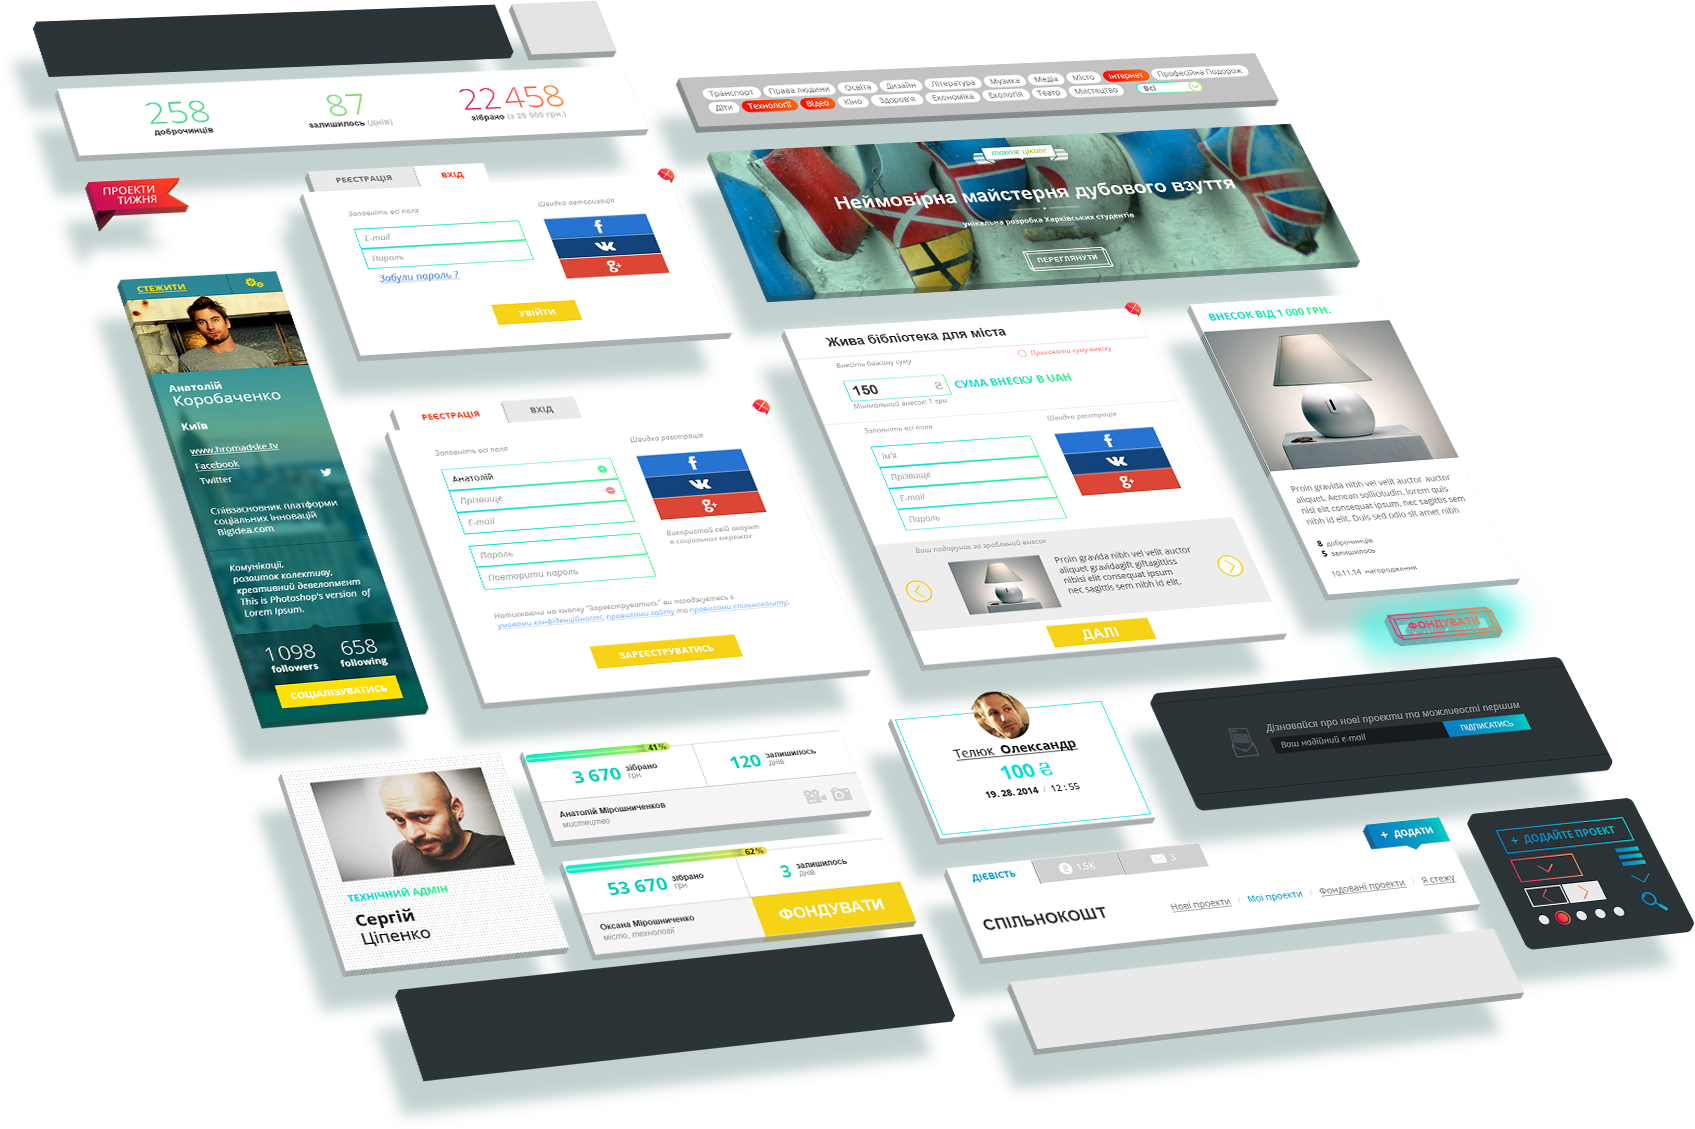 258
доброчинців
87
залишилось (днів)
22 458
зібрано (з 25 000 грн.)
Транспорт
Права людини
Освіта
Дизайн
Література
Музика
Медіа
Місто
Інтернет
Професійна Подорож
Діти
Технології
Відео
Кіно
Здоров'я
Економіка
Екологія
Театр
Мистецтво
Всі
ПРОЕКТИ
ТИЖНЯ
РЕЄСТРАЦІЯ
ВХІД
Заповніть всі поля
Швидка авторизація
E-mail
Пароль
Забули пароль ?
УВІЙТИ
також цікаве
Неймовірна майстерня дубового взуття
унікальна розробка Харківських студентів
ПЕРЕГЛЯНУТИ
СТЕЖИТИ
Анатолій
Коробаченко
Київ
www.hromadske.tv
Facebook
Twitter
Співзасновник платформи
соціальних інновацій
BigIdea.com
Комунікації,
розвиток колективу,
креативний девелопмент
This is Photoshop's version of
Lorem Ipsum.
1 098
followers
658
following
СОЦІАЛІЗУВАТИСЬ
РЕЄСТРАЦІЯ
ВХІД
Заповніть всі поля
Швидка реєстрація
Анатолій
Прізвище
E-mail
Пароль
Повторити пароль
Використай свій акаунт
в соціальних мережах
Натискаючи на кнопку "Зареєструватись" ви погоджуєтесь з
умовами конфіденційності, правилами сайту та правилами спільнокошту.
ЗАРЕЄСТРУВАТИСЬ
Жива бібліотека для міста
Внесіть бажану суму
Приховати суму внеску
150 ₴
СУМА ВНЕСКУ В UAH
Мінімальний внесок: 1 грн
Заповніть всі поля
Швидка реєстрація
Ім'я
Прізвище
E-mail
Пароль
Ваш подарунок за зроблений внесок
Proin gravida nibh vel velit auctor
aliquet gravidagift giftagittiss
nibisi elit consequat ipsum
nec sagittis sem nibh id elit.
ДАЛІ
ВНЕСОК ВІД 1 000 ГРН.
Proin gravida nibh vel velit auctor auctor
aliquet. Aenean sollicitudin, lorem quis
nisi elit consequat ipsum, nec sagittis sem
nibh id elit. Duis sed odio sit amet nibh
8 доброчинців
5 залишилось
10.11.14 нагородження
ФОНДУВАТИ
Дізнавайся про нові проекти та можливості першим
Ваш надійний e-mail
ПІДПИСАТИСЬ
ТЕХНІЧНИЙ АДМІН
Сергій
Ціпенко
41%
3 670 зібрано
грн
120 залишилось
днів
Анатолій Мірошниченков
мистецтво
62%
53 670 зібрано
грн
3 залишилось
днів
Оксана Мірошниченко
місто, технології
ФОНДУВАТИ
Телюк Олександр
100 ₴
19.28.2014 / 12:55
ДІЄВІСТЬ
1,5K
3
+ ДОДАТИ
СПІЛЬНОКОШТ
Нові проекти / Мої проекти / Фондовані проекти / Я стежу
+ ДОДАЙТЕ ПРОЕКТ